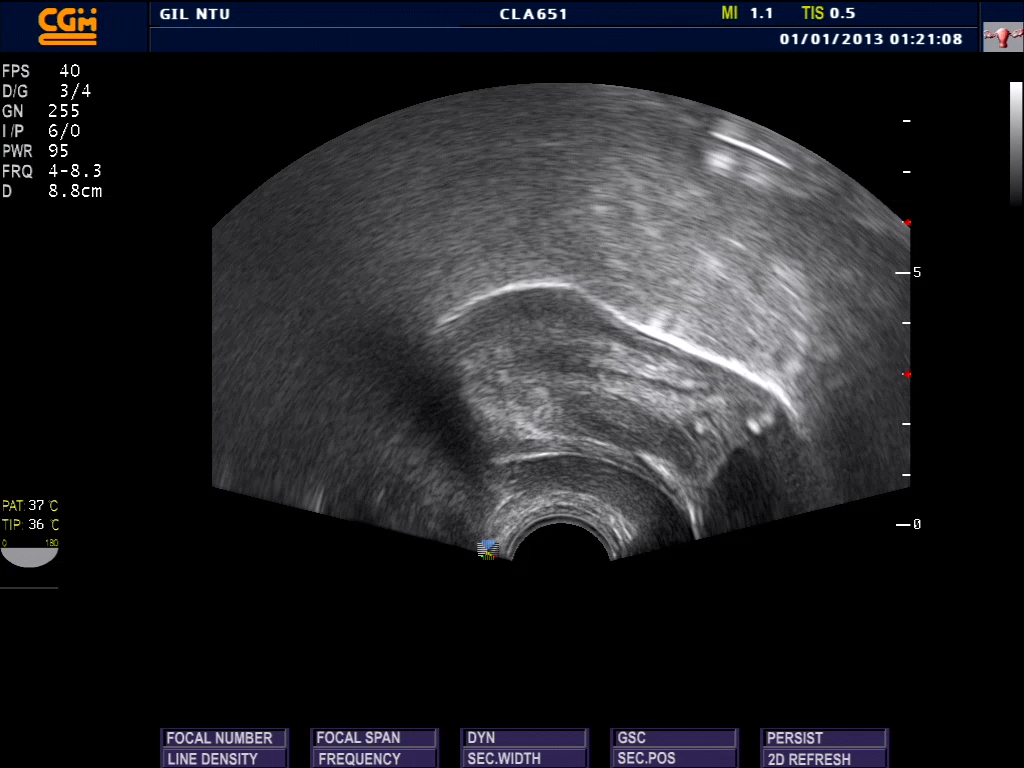 CGM
GIL NTU
CLA651
MI 1.1 TIS 0.5
01/01/2013 01:21:08
FPS 40
D/G 3/4
GN 255
I/P 6/0
PWR 95
FRQ 4-8.3
D 8.8cm
5
PAT: 37 °C
TIP: 36 °C
0 180
0
FOCAL NUMBER
LINE DENSITY
FOCAL SPAN
FREQUENCY
DYN
SEC.WIDTH
GSC
SEC.POS
PERSIST
2D REFRESH